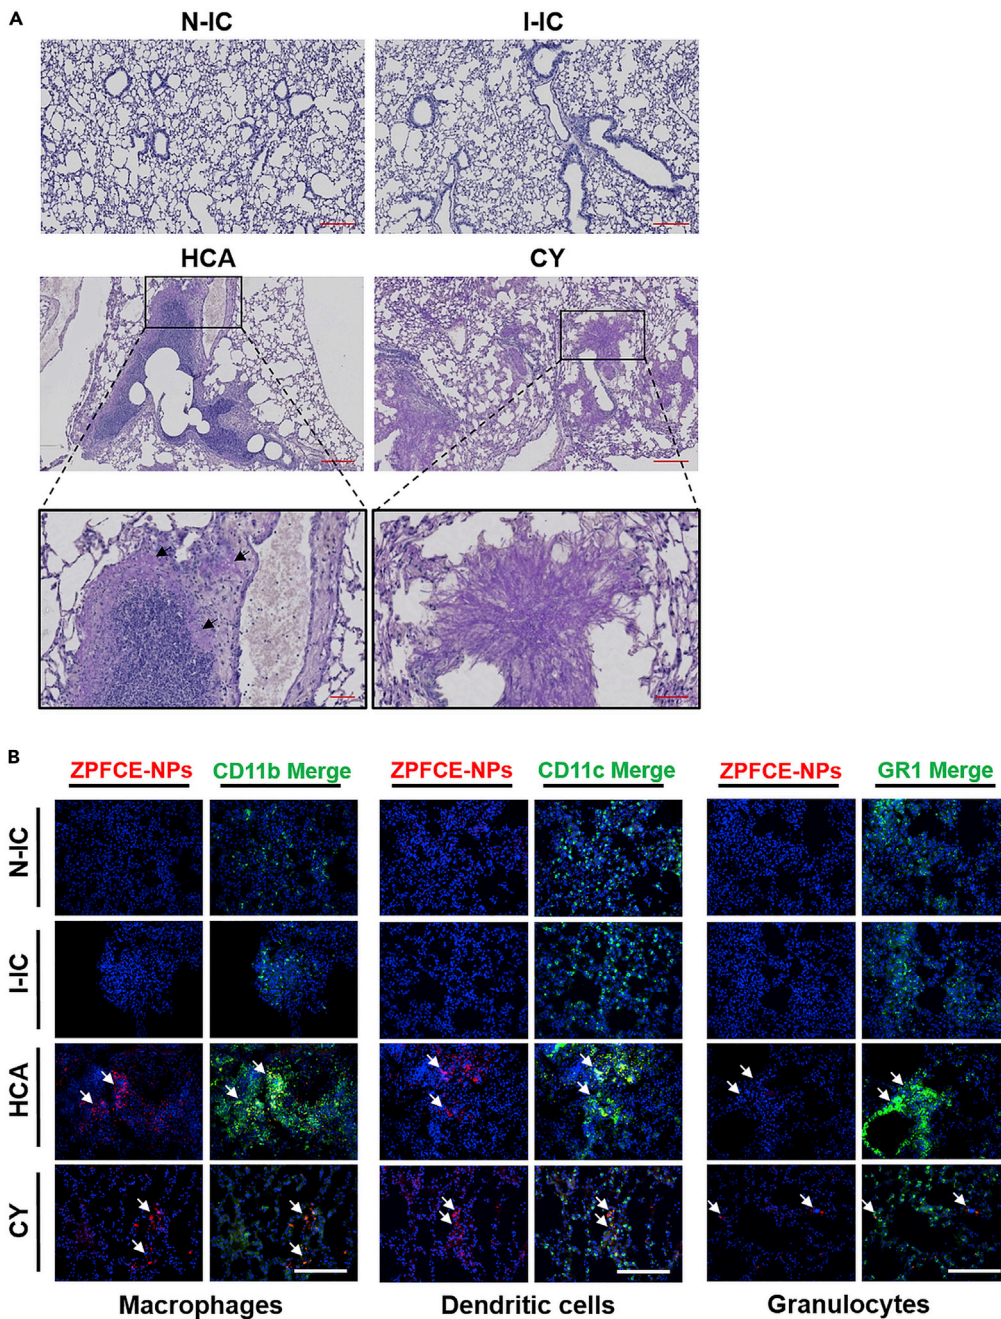 A
N-IC
I-IC
HCA
CY
B
ZPFCE-NPs
CD11b Merge
ZPFCE-NPs
CD11c Merge
ZPFCE-NPs
GR1 Merge
N-IC
I-IC
HCA
CY
Macrophages
Dendritic cells
Granulocytes